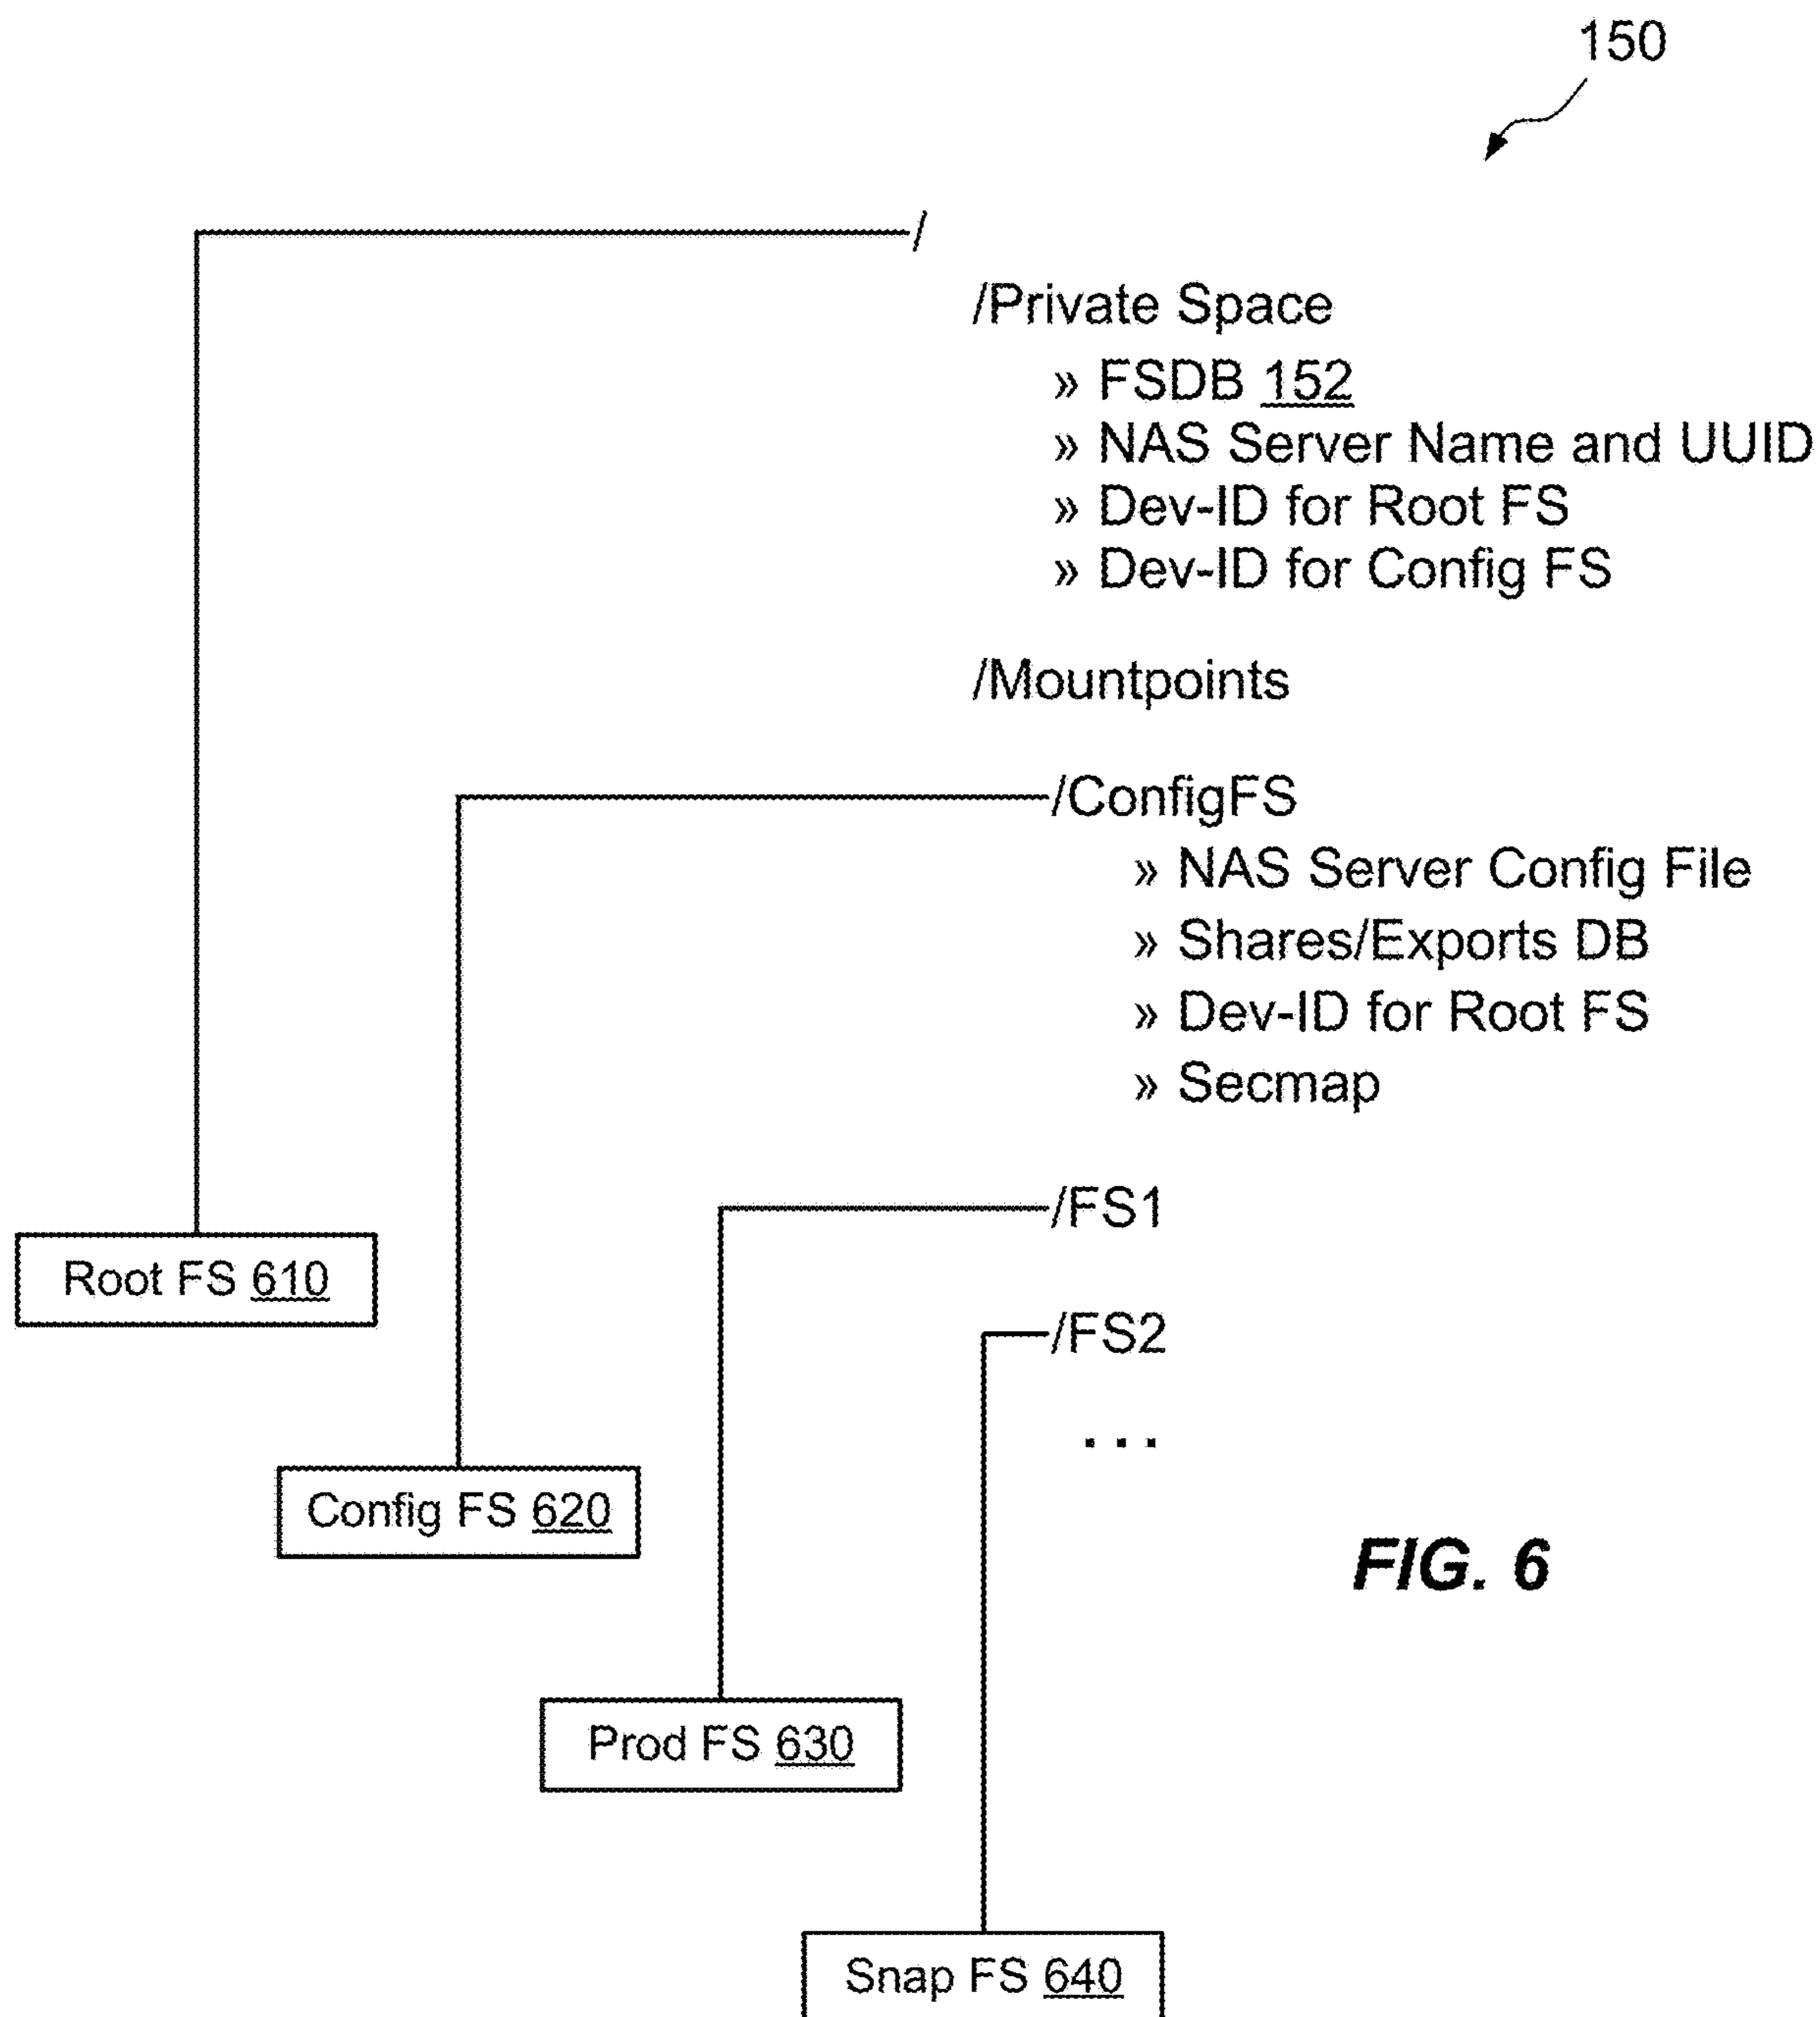 150
/
/Private Space
» FSDB 152
» NAS Server Name and UUID
» Dev-ID for Root FS
» Dev-ID for Config FS
/Mountpoints
/ConfigFS
» NAS Server Config File
» Shares/Exports DB
» Dev-ID for Root FS
» Secmap
/FS1
Root FS 610
/FS2
...
Config FS 620
FIG. 6
Prod FS 630
Snap FS 640